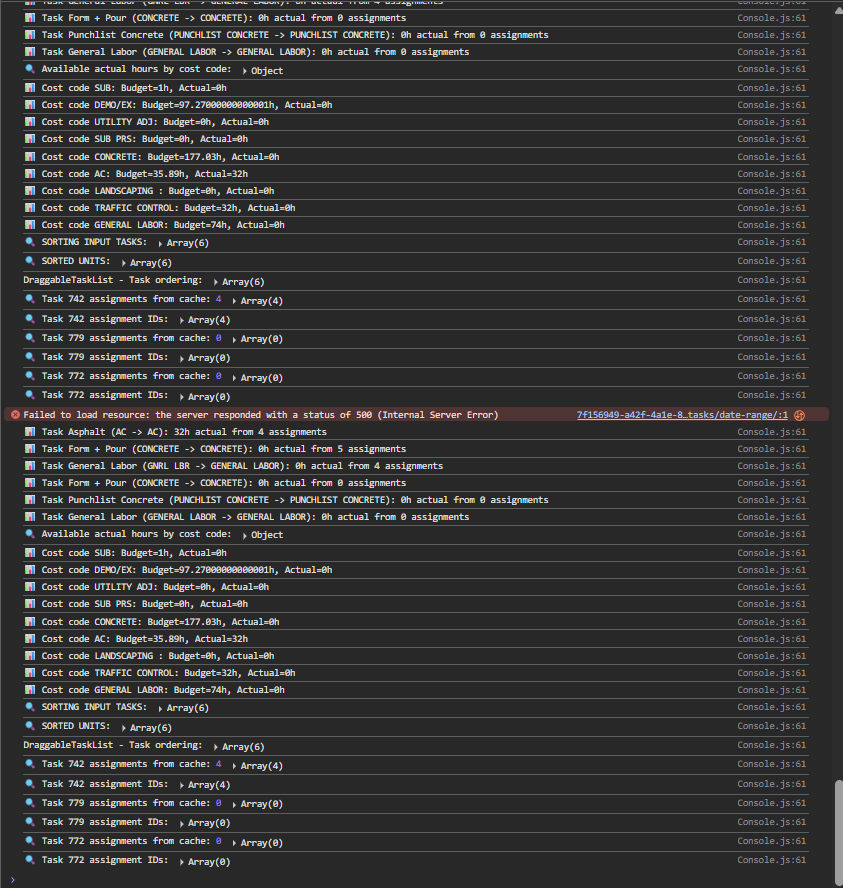 Task Form + Pour (CONCRETE -> CONCRETE): 0h actual from 0 assignments Console.js:61
Task Punchlist Concrete (PUNCHLIST CONCRETE -> PUNCHLIST CONCRETE): 0h actual from 0 assignments Console.js:61
Task General Labor (GENERAL LABOR -> GENERAL LABOR): 0h actual from 0 assignments Console.js:61
Available actual hours by cost code: Object Console.js:61
Cost code SUB: Budget=1h, Actual=0h Console.js:61
Cost code DEMO/EX: Budget=97.27000000000001h, Actual=0h Console.js:61
Cost code UTILITY ADJ: Budget=0h, Actual=0h Console.js:61
Cost code SUB PRS: Budget=0h, Actual=0h Console.js:61
Cost code CONCRETE: Budget=177.03h, Actual=0h Console.js:61
Cost code AC: Budget=35.89h, Actual=32h Console.js:61
Cost code LANDSCAPING : Budget=0h, Actual=0h Console.js:61
Cost code TRAFFIC CONTROL: Budget=32h, Actual=0h Console.js:61
Cost code GENERAL LABOR: Budget=74h, Actual=0h Console.js:61
SORTING INPUT TASKS: Array(6) Console.js:61
SORTED UNITS: Array(6) Console.js:61
DraggableTaskList - Task ordering: Array(6) Console.js:61
Task 742 assignments from cache: 4 Array(4) Console.js:61
Task 742 assignment IDs: Array(4) Console.js:61
Task 779 assignments from cache: 0 Array(0) Console.js:61
Task 779 assignment IDs: Array(0) Console.js:61
Task 772 assignments from cache: 0 Array(0) Console.js:61
Task 772 assignment IDs: Array(0) Console.js:61
Failed to load resource: the server responded with a status of 500 (Internal Server Error) 7f156949-a42f-4a1e-8…tasks/date-range/:1
Task Asphalt (AC -> AC): 32h actual from 4 assignments Console.js:61
Task Form + Pour (CONCRETE -> CONCRETE): 0h actual from 5 assignments Console.js:61
Task General Labor (GNRL LBR -> GENERAL LABOR): 0h actual from 4 assignments Console.js:61
Task Form + Pour (CONCRETE -> CONCRETE): 0h actual from 0 assignments Console.js:61
Task Punchlist Concrete (PUNCHLIST CONCRETE -> PUNCHLIST CONCRETE): 0h actual from 0 assignments Console.js:61
Task General Labor (GENERAL LABOR -> GENERAL LABOR): 0h actual from 0 assignments Console.js:61
Available actual hours by cost code: Object Console.js:61
Cost code SUB: Budget=1h, Actual=0h Console.js:61
Cost code DEMO/EX: Budget=97.27000000000001h, Actual=0h Console.js:61
Cost code UTILITY ADJ: Budget=0h, Actual=0h Console.js:61
Cost code SUB PRS: Budget=0h, Actual=0h Console.js:61
Cost code CONCRETE: Budget=177.03h, Actual=0h Console.js:61
Cost code AC: Budget=35.89h, Actual=32h Console.js:61
Cost code LANDSCAPING : Budget=0h, Actual=0h Console.js:61
Cost code TRAFFIC CONTROL: Budget=32h, Actual=0h Console.js:61
Cost code GENERAL LABOR: Budget=74h, Actual=0h Console.js:61
SORTING INPUT TASKS: Array(6) Console.js:61
SORTED UNITS: Array(6) Console.js:61
DraggableTaskList - Task ordering: Array(6) Console.js:61
Task 742 assignments from cache: 4 Array(4) Console.js:61
Task 742 assignment IDs: Array(4) Console.js:61
Task 779 assignments from cache: 0 Array(0) Console.js:61
Task 779 assignment IDs: Array(0) Console.js:61
Task 772 assignments from cache: 0 Array(0) Console.js:61
Task 772 assignment IDs: Array(0) Console.js:61